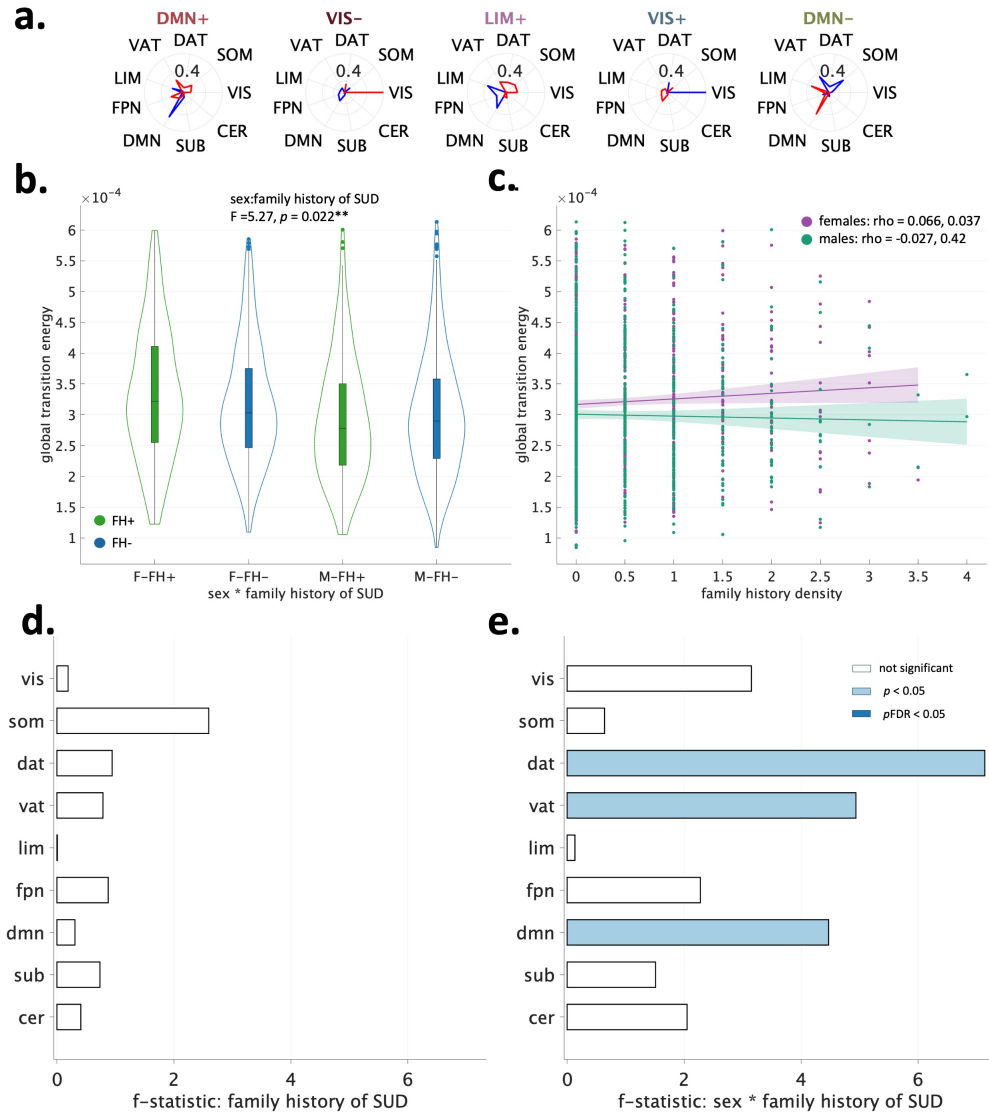 a.
DMN+
VIS−
LIM+
VIS+
DMN−
DAT
VAT
SOM
0.4
LIM
VIS
FPN
CER
DMN
SUB
DAT
VAT
SOM
0.4
LIM
VIS
FPN
CER
DMN
SUB
DAT
VAT
SOM
0.4
LIM
VIS
FPN
CER
DMN
SUB
DAT
VAT
SOM
0.4
LIM
VIS
FPN
CER
DMN
SUB
DAT
VAT
SOM
0.4
LIM
VIS
FPN
CER
DMN
SUB
b.
×10⁻⁴
sex:family history of SUD
F =5.27, p = 0.022**
global transition energy
6
5.5
5
4.5
4
3.5
3
2.5
2
1.5
1
FH+
FH-
F−FH+
F−FH−
M−FH+
M−FH−
sex * family history of SUD
c.
×10⁻⁴
females: rho = 0.066, 0.037
males: rho = -0.027, 0.42
global transition energy
6
5.5
5
4.5
4
3.5
3
2.5
2
1.5
1
0
0.5
1
1.5
2
2.5
3
3.5
4
family history density
d.
vis
som
dat
vat
lim
fpn
dmn
sub
cer
0
2
4
6
f−statistic: family history of SUD
e.
not significant
p < 0.05
pFDR < 0.05
vis
som
dat
vat
lim
fpn
dmn
sub
cer
0
2
4
6
f−statistic: sex * family history of SUD